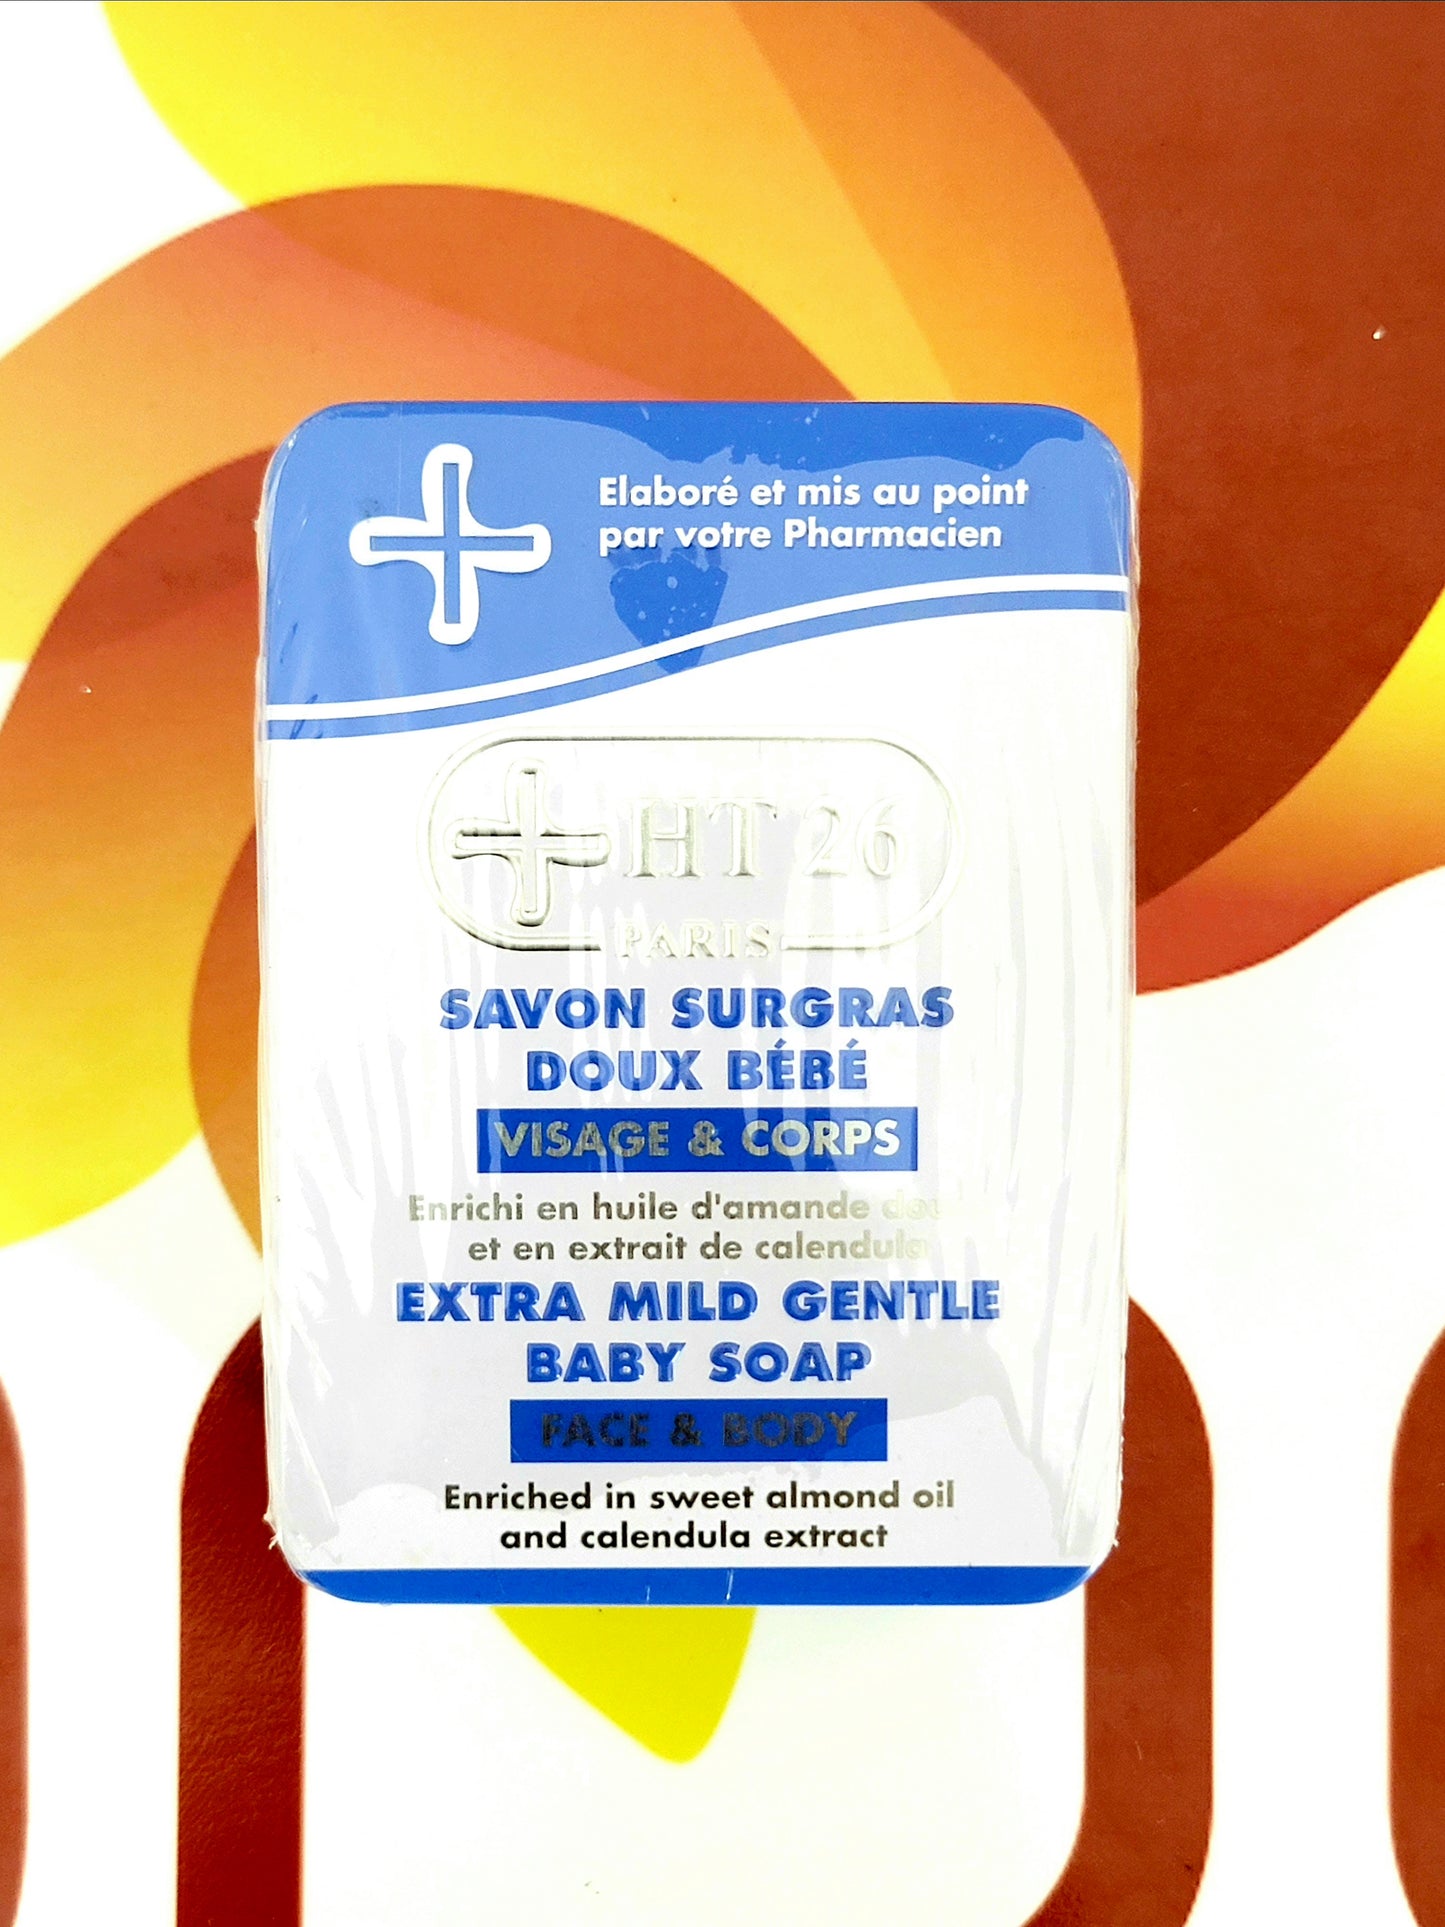 Elaboré et mis au point
par votre Pharmacien
HT 26
PARIS
SAVON SURGRAS
DOUX BÉBÉ
VISAGE & CORPS
Enrichi en huile d'amande
et en extrait de calendula
EXTRA MILD GENTLE
BABY SOAP
FACE & BODY
Enriched in sweet almond oil
and calendula extract